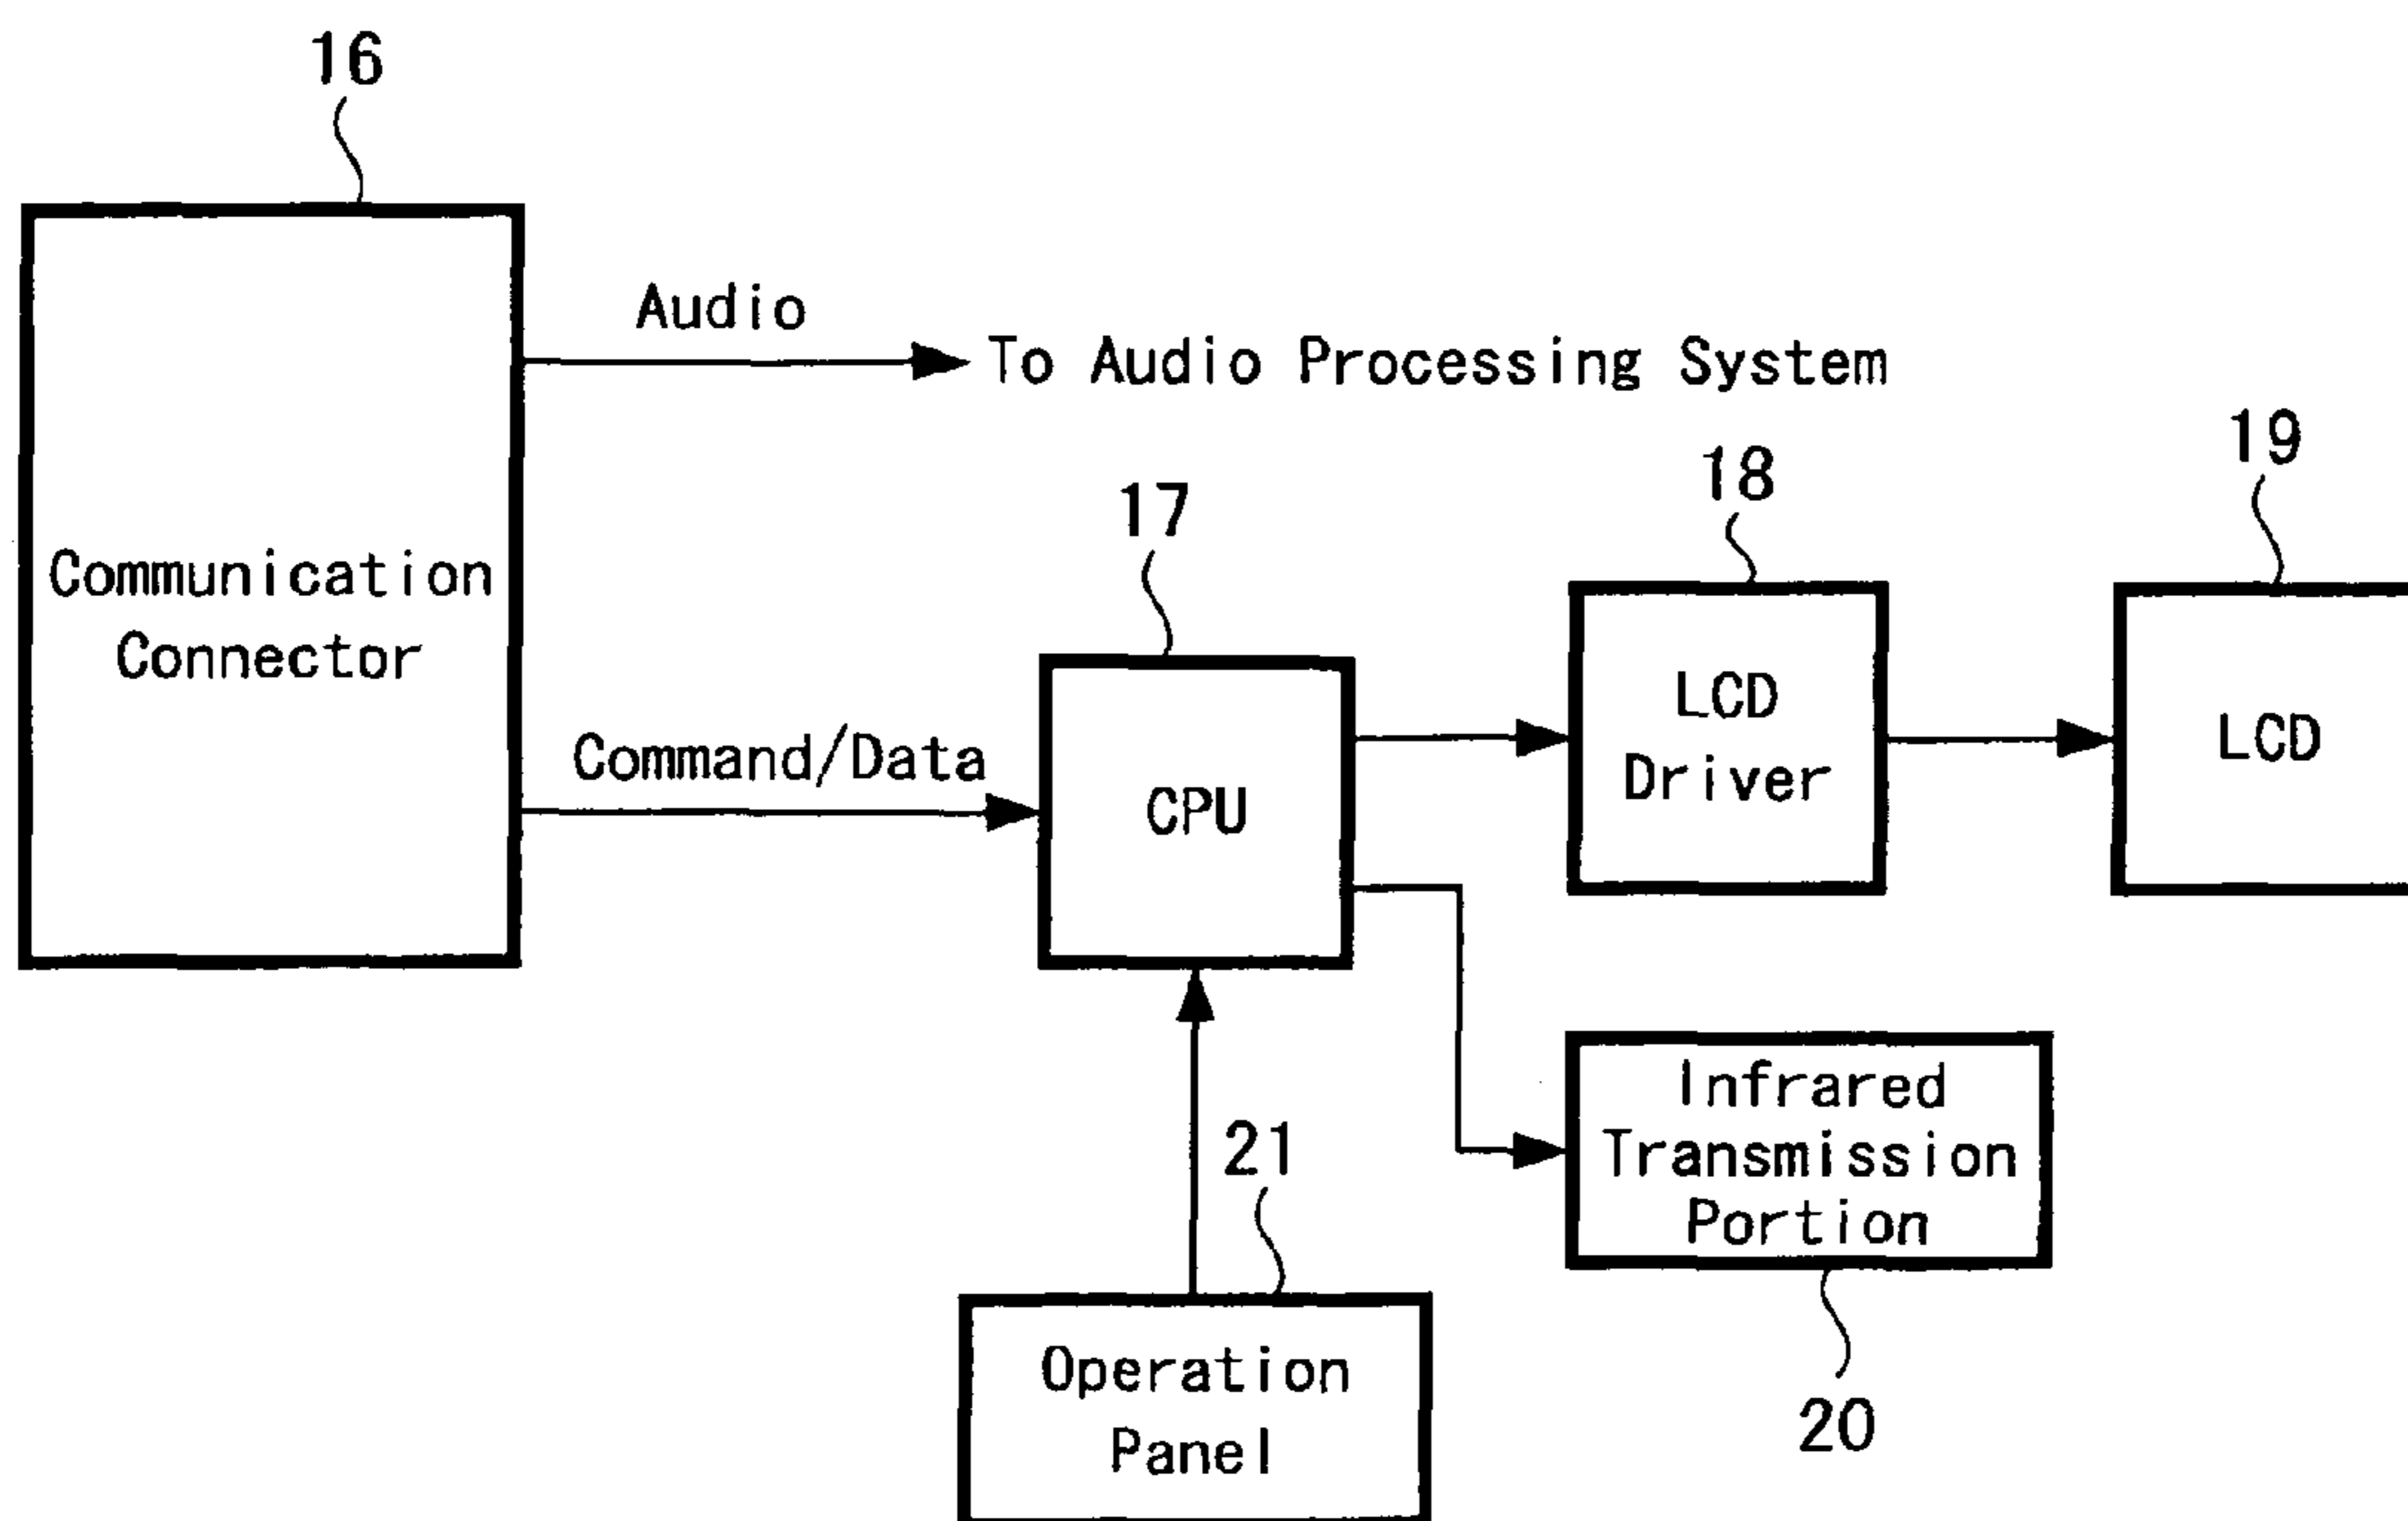 16
Audio
To Audio Processing System
19
18
17
Communication
Connector
LCD
Driver
LCD
Command/Data
CPU
Infrared
Transmission
Portion
21
Operation
Panel
20